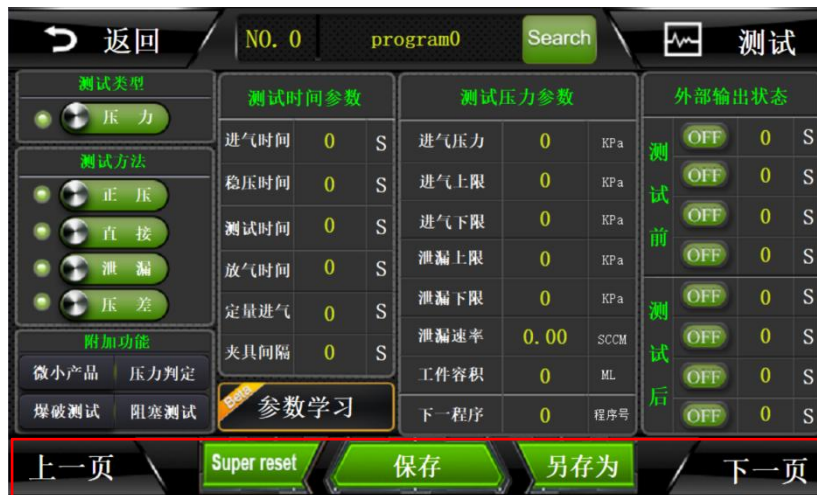 返回
NO. 0
program0
Search
测试
测试类型
压 力
测试方法
正 压
直 接
泄 漏
压 差
附加功能
微小产品 压力判定
爆破测试 阻塞测试
测试时间参数
进气时间 0 S
稳压时间 0 S
测试时间 0 S
放气时间 0 S
定量进气 0 S
夹具间隔 0 S
Beta 参数学习
测试压力参数
进气压力 0 KPa
进气上限 0 KPa
进气下限 0 KPa
泄漏上限 0 KPa
泄漏下限 0 KPa
泄漏速率 0.00 SCCM
工件容积 0 ML
下一程序 0 程序号
外部输出状态
测试前
OFF 0 S
OFF 0 S
OFF 0 S
OFF 0 S
测试后
OFF 0 S
OFF 0 S
OFF 0 S
OFF 0 S
上一页
Super reset
保存
另存为
下一页